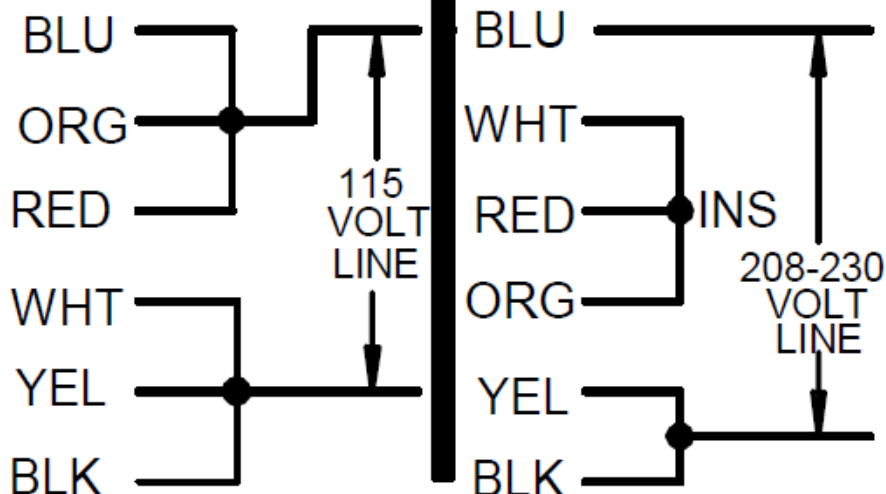 BLU
ORG
RED
115
VOLT
LINE
WHT
YEL
BLK
BLU
WHT
RED
INS
ORG
208-230
VOLT
LINE
YEL
BLK